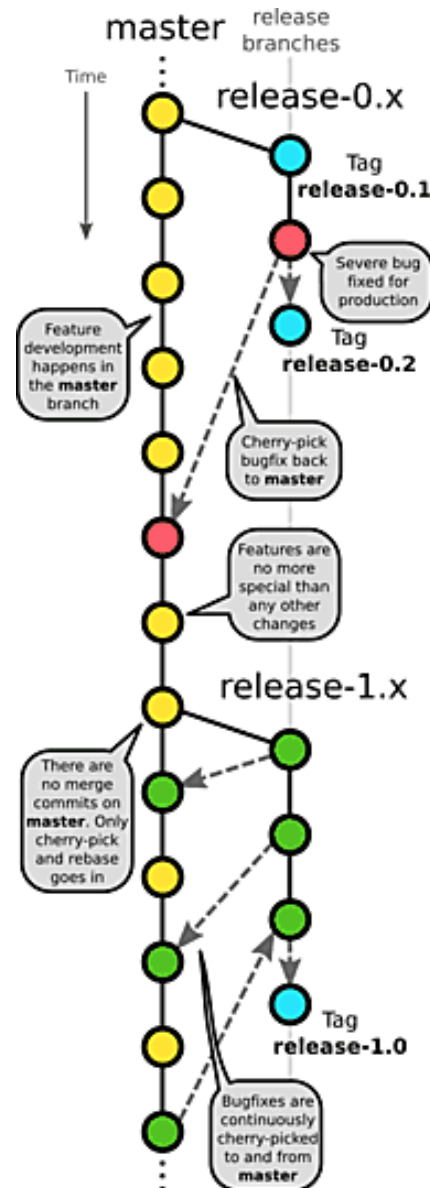 master
release
branches
Time
release-0.x
Tag
release-0.1
Severe bug
fixed for
production
Tag
release-0.2
Feature
development
happens in
the master
branch
Cherry-pick
bugfix back
to master
Features are
no more
special than
any other
changes
release-1.x
There are
no merge
commits on
master. Only
cherry-pick
and rebase
goes in
Tag
release-1.0
Bugfixes are
continuously
cherry-picked
to and from
master